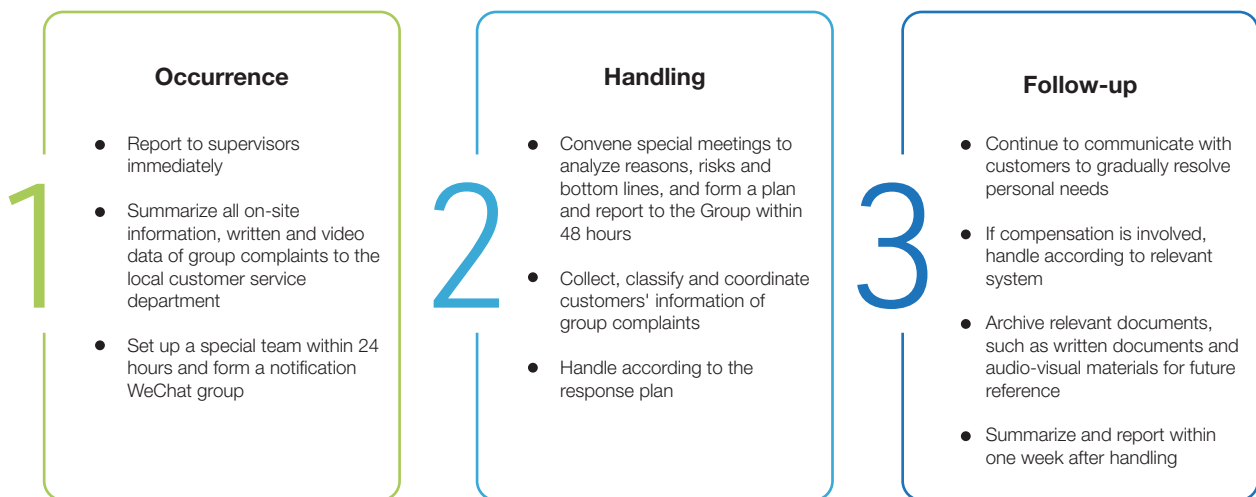 1
Occurrence
● Report to supervisors
immediately
● Summarize all on-site
information, written and video
data of group complaints to the
local customer service
department
● Set up a special team within 24
hours and form a notification
WeChat group
2
Handling
● Convene special meetings to
analyze reasons, risks and
bottom lines, and form a plan
and report to the Group within
48 hours
● Collect, classify and coordinate
customers' information of
group complaints
● Handle according to the
response plan
3
Follow-up
● Continue to communicate with
customers to gradually resolve
personal needs
● If compensation is involved,
handle according to relevant
system
● Archive relevant documents,
such as written documents and
audio-visual materials for future
reference
● Summarize and report within
one week after handling